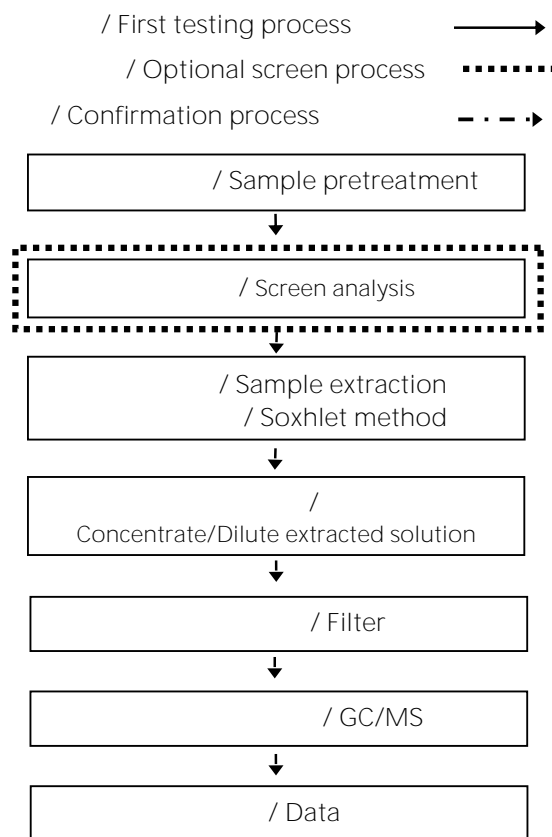 / First testing process
/ Optional screen process
/ Confirmation process
/ Sample pretreatment
/ Screen analysis
/ Sample extraction
/ Soxhlet method
/
Concentrate/Dilute extracted solution
/ Filter
/ GC/MS
/ Data